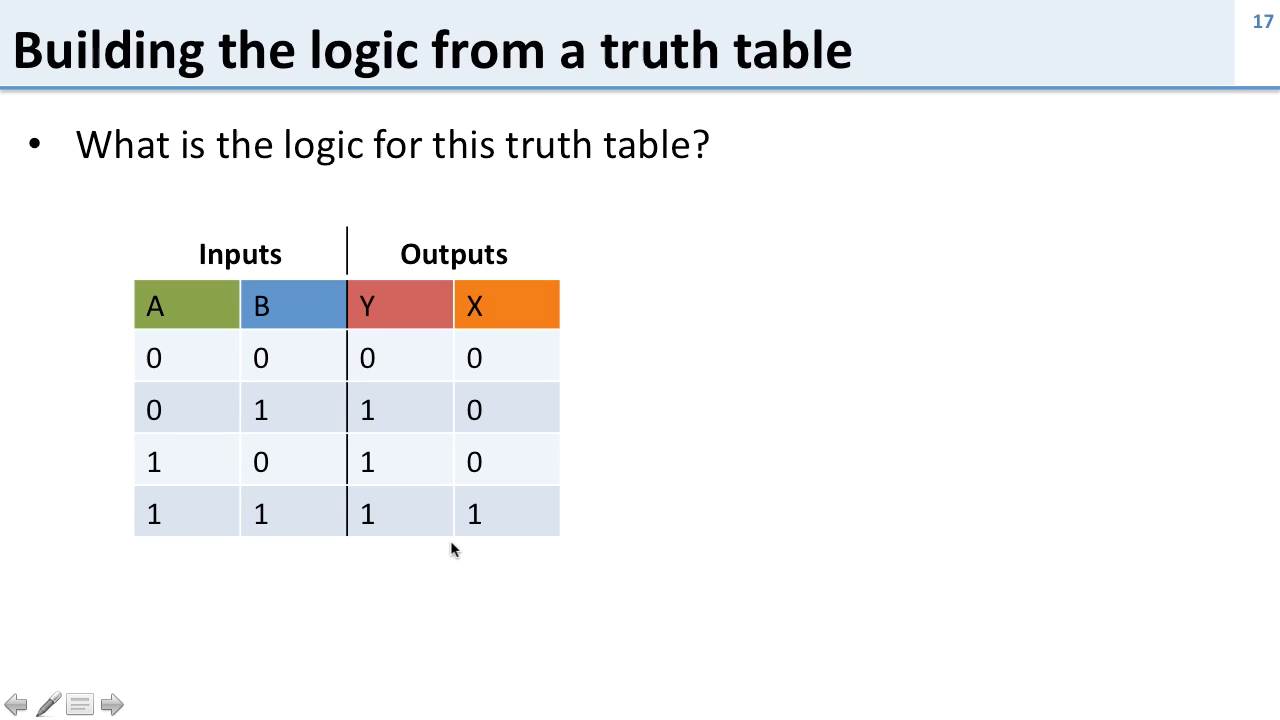 Building the logic from a truth table
17
• What is the logic for this truth table?
Inputs Outputs
A B Y X
0 0 0 0
0 1 1 0
1 0 1 0
1 1 1 1